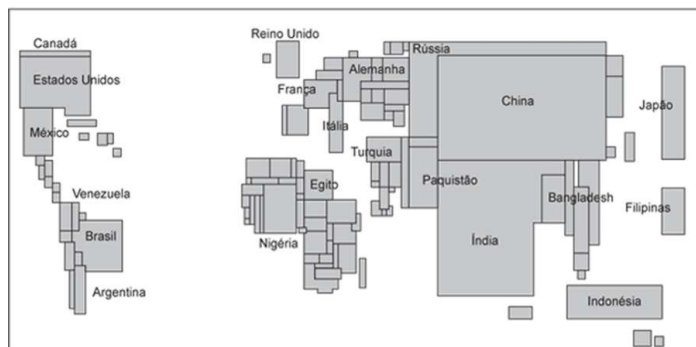 Reino Unido
Canadá
Rússia
Estados Unidos
Alemanha
França
China
México
Itália
Japão
Turquia
Venezuela
Egito
Paquistão
Bangladesh
Filipinas
Brasil
Nigéria
Índia
Argentina
Indonésia